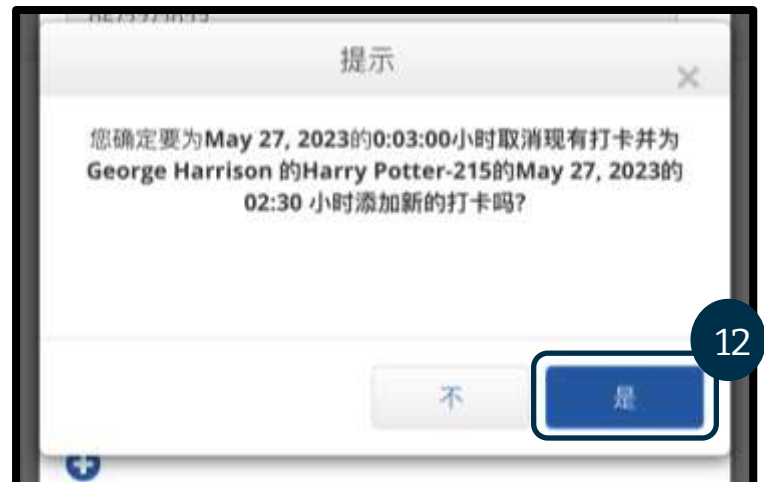 提示
×
您确定要为May 27, 2023的0:03:00小时取消现有打卡并为
George Harrison 的Harry Potter-215的May 27, 2023的
02:30 小时添加新的打卡吗?
12
不
是